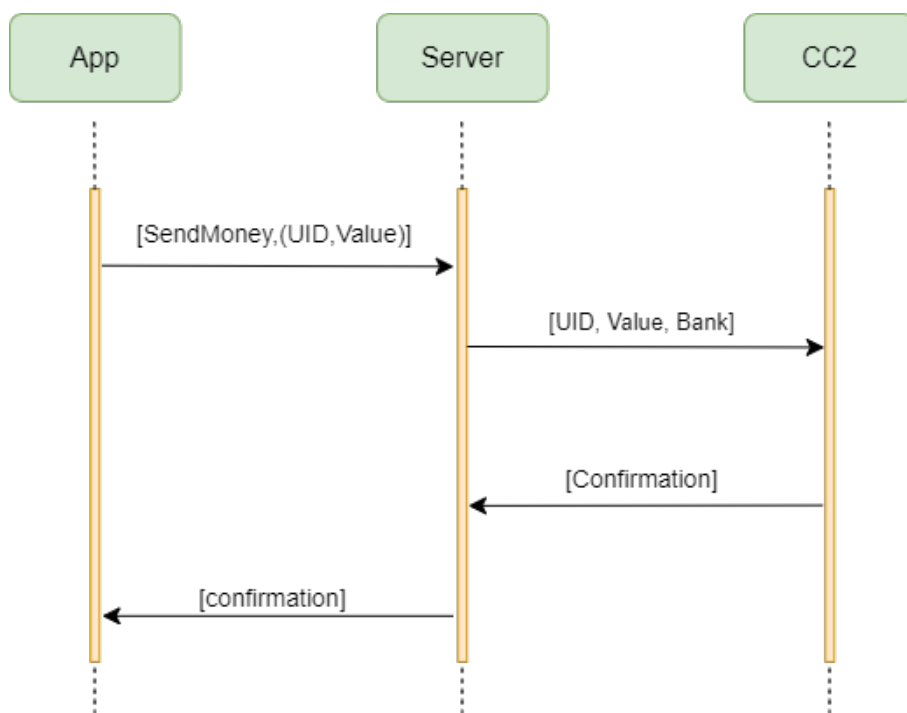 App
Server
CC2
[SendMoney,(UID,Value)]
[UID, Value, Bank]
[Confirmation]
[confirmation]